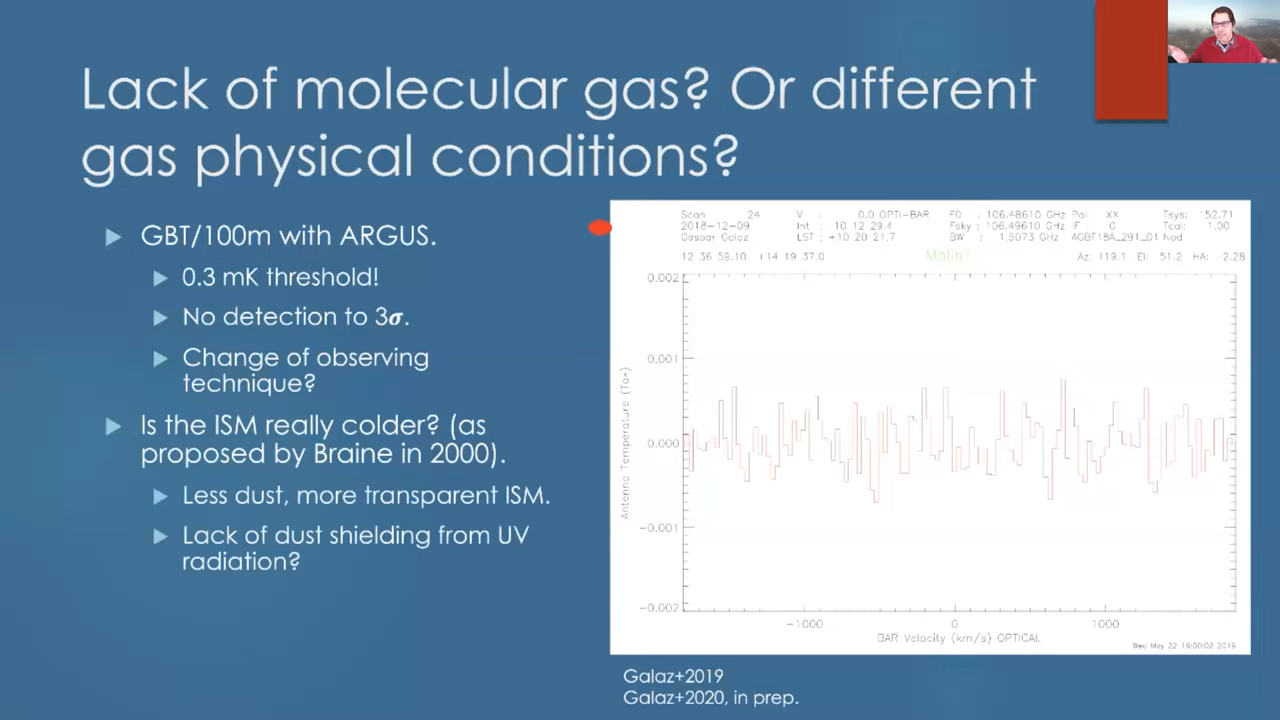 Lack of molecular gas? Or different
gas physical conditions?
GBT/100m with ARGUS.
0.3 mK threshold!
No detection to 3σ.
Change of observing
technique?
Is the ISM really colder? (as
proposed by Braine in 2000).
Less dust, more transparent ISM.
Lack of dust shielding from UV
radiation?
Scan 24 V : 0.0 OPTI-BAR F0 : 106.48610 GHz Pol: XX Tsys: 152.71
2018-12-09 Int : 10 12 29.4 Fsky : 106.49610 GHz IF : 0 Tcal: 1.00
Gaspar Galaz LST : +10 20 21.7 BW : 1.5073 GHz AGBT18A_291_01 Nod
12 36 59.10 +14 19 37.0 Malin1 Az: 119.1 El: 51.2 HA: -2.28
0.002
0.001
0.000
-0.001
-0.002
Antenna Temperature (Ta*)
-1000 0 1000
BAR Velocity (km/s) OPTICAL
Wed May 22 16:00:02 2019
Galaz+2019
Galaz+2020, in prep.